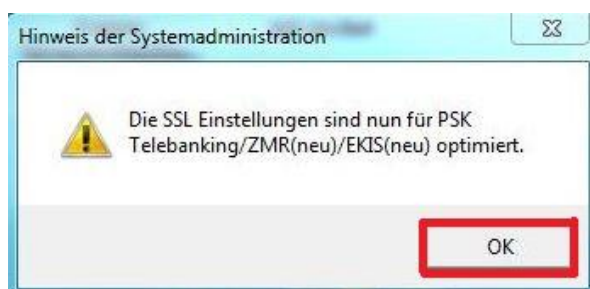 Hinweis der Systemadministration
Die SSL Einstellungen sind nun für PSK
Telebanking/ZMR(neu)/EKIS(neu) optimiert.
OK